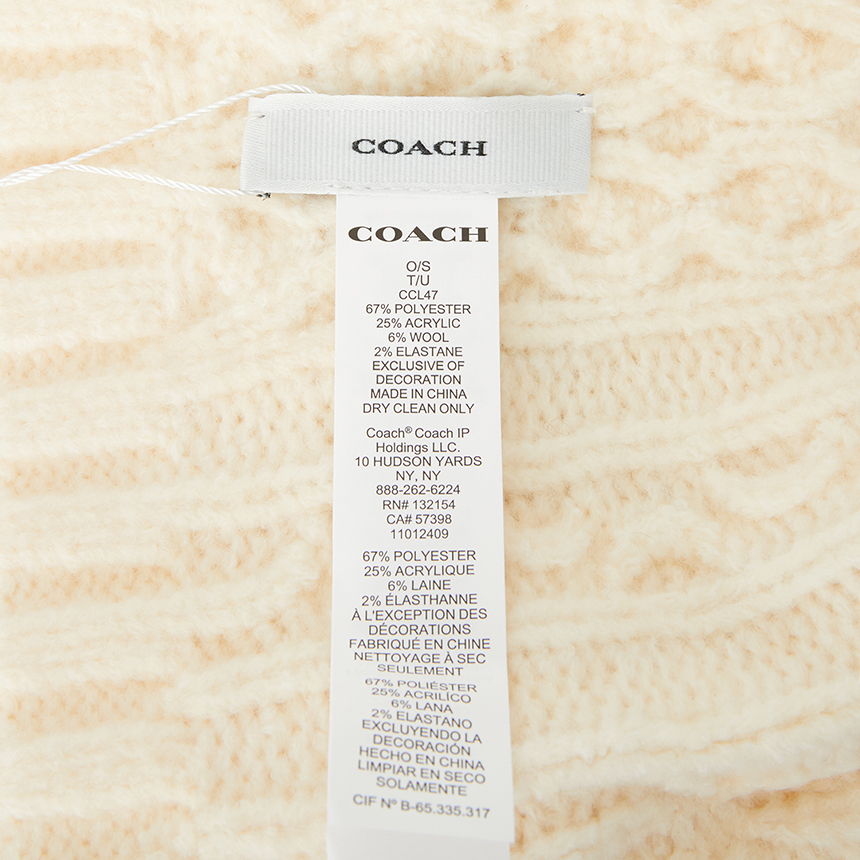 COACH
COACH
O/S
T/U
CCL47
67% POLYESTER
25% ACRYLIC
6% WOOL
2% ELASTANE
EXCLUSIVE OF
DECORATION
MADE IN CHINA
DRY CLEAN ONLY
Coach® Coach IP
Holdings LLC.
10 HUDSON YARDS
NY, NY
888-262-6224
RN# 132154
CA# 57398
11012409
67% POLYESTER
25% ACRYLIQUE
6% LAINE
2% ÉLASTHANNE
À L'EXCEPTION DES
DÉCORATIONS
FABRIQUÉ EN CHINE
NETTOYAGE À SEC
SEULEMENT
67% POLIÉSTER
25% ACRILÍCO
6% LANA
2% ELASTANO
EXCLUYENDO LA
DECORACIÓN
HECHO EN CHINA
LIMPIAR EN SECO
SOLAMENTE
CIF Nº B-65.335.317